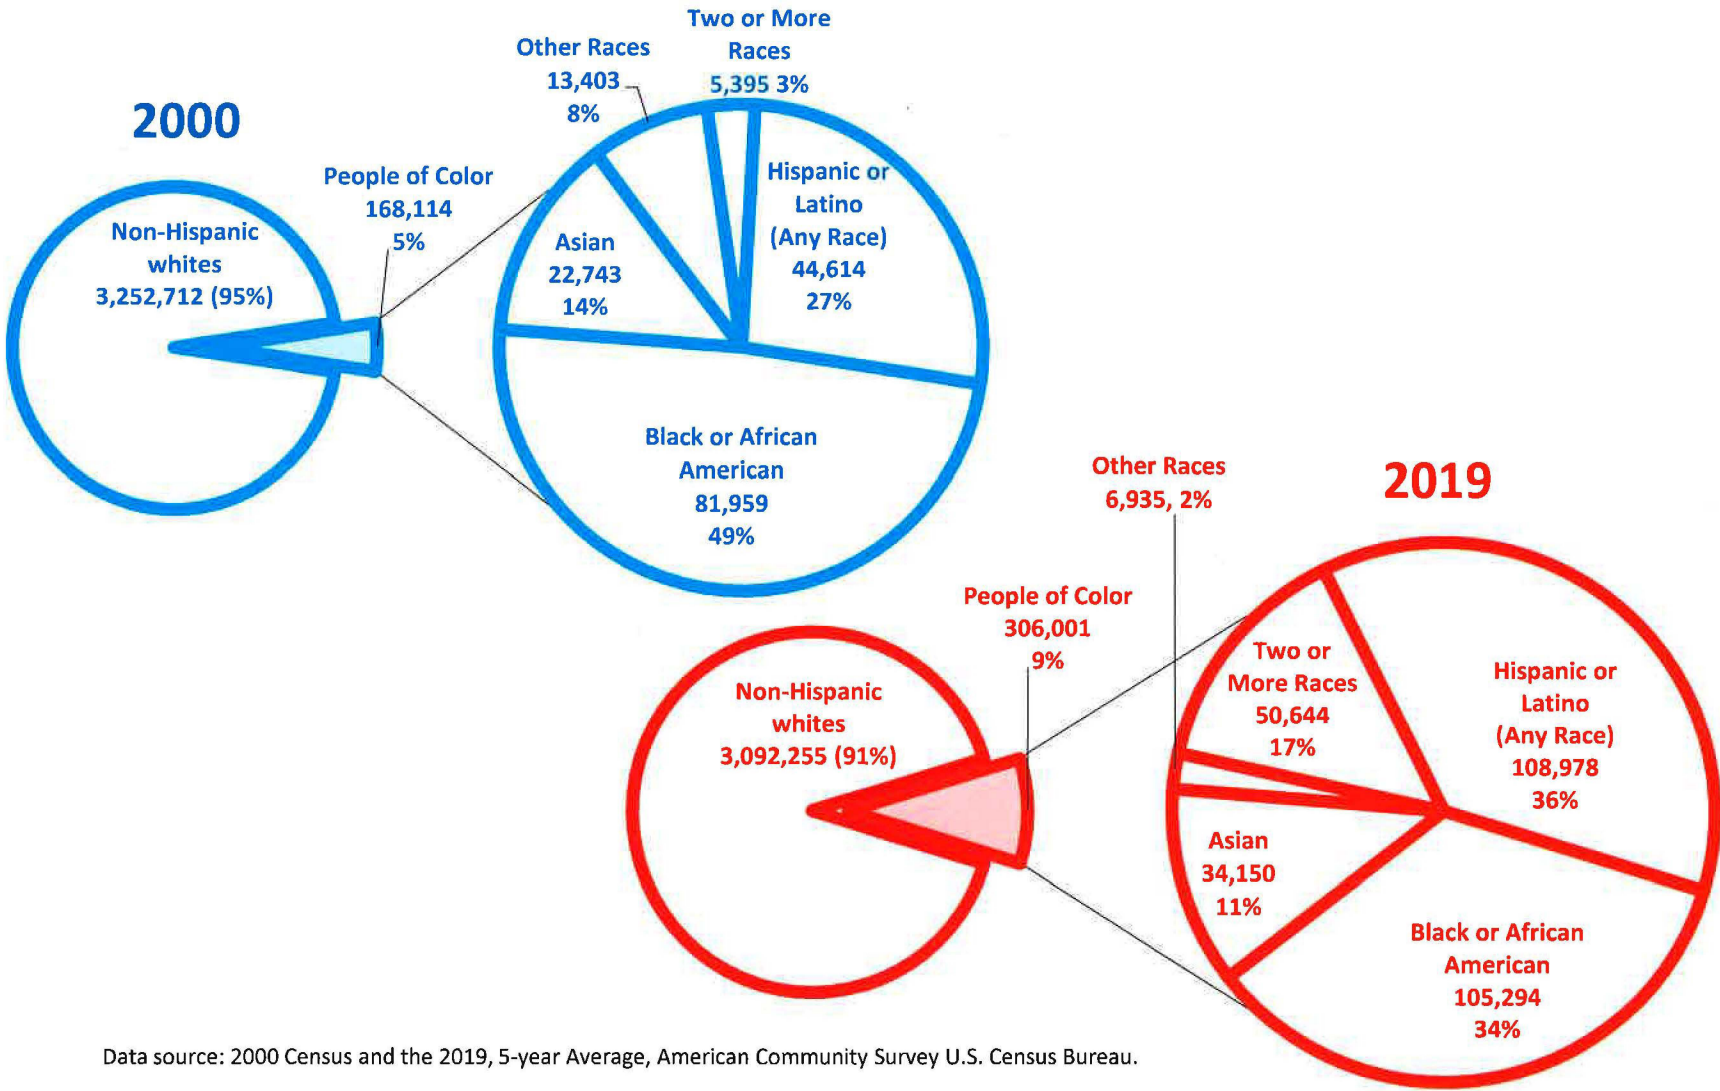 2000
Non-Hispanic
whites
3,252,712 (95%)
People of Color
168,114
5%
Other Races
13,403
8%
Two or More
Races
5,395 3%
Hispanic or
Latino
(Any Race)
44,614
27%
Asian
22,743
14%
Black or African
American
81,959
49%
2019
Non-Hispanic
whites
3,092,255 (91%)
People of Color
306,001
9%
Other Races
6,935, 2%
Two or
More Races
50,644
17%
Hispanic or
Latino
(Any Race)
108,978
36%
Asian
34,150
11%
Black or African
American
105,294
34%
Data source: 2000 Census and the 2019, 5-year Average, American Community Survey U.S. Census Bureau.